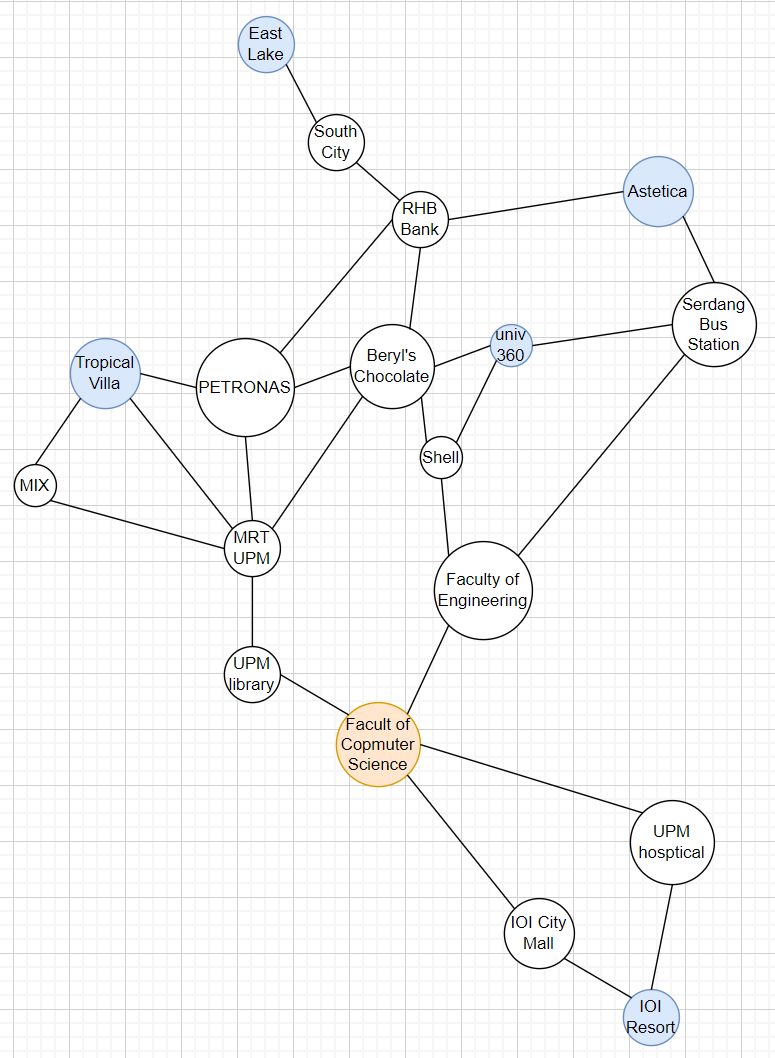 East
Lake
South
City
Astetica
RHB
Bank
Serdang
Bus
Station
univ
360
Beryl's
Chocolate
Tropical
Villa
PETRONAS
Shell
MIX
MRT
UPM
Faculty of
Engineering
UPM
library
Facult of
Copmuter
Science
UPM
hosptical
IOI City
Mall
IOI
Resort